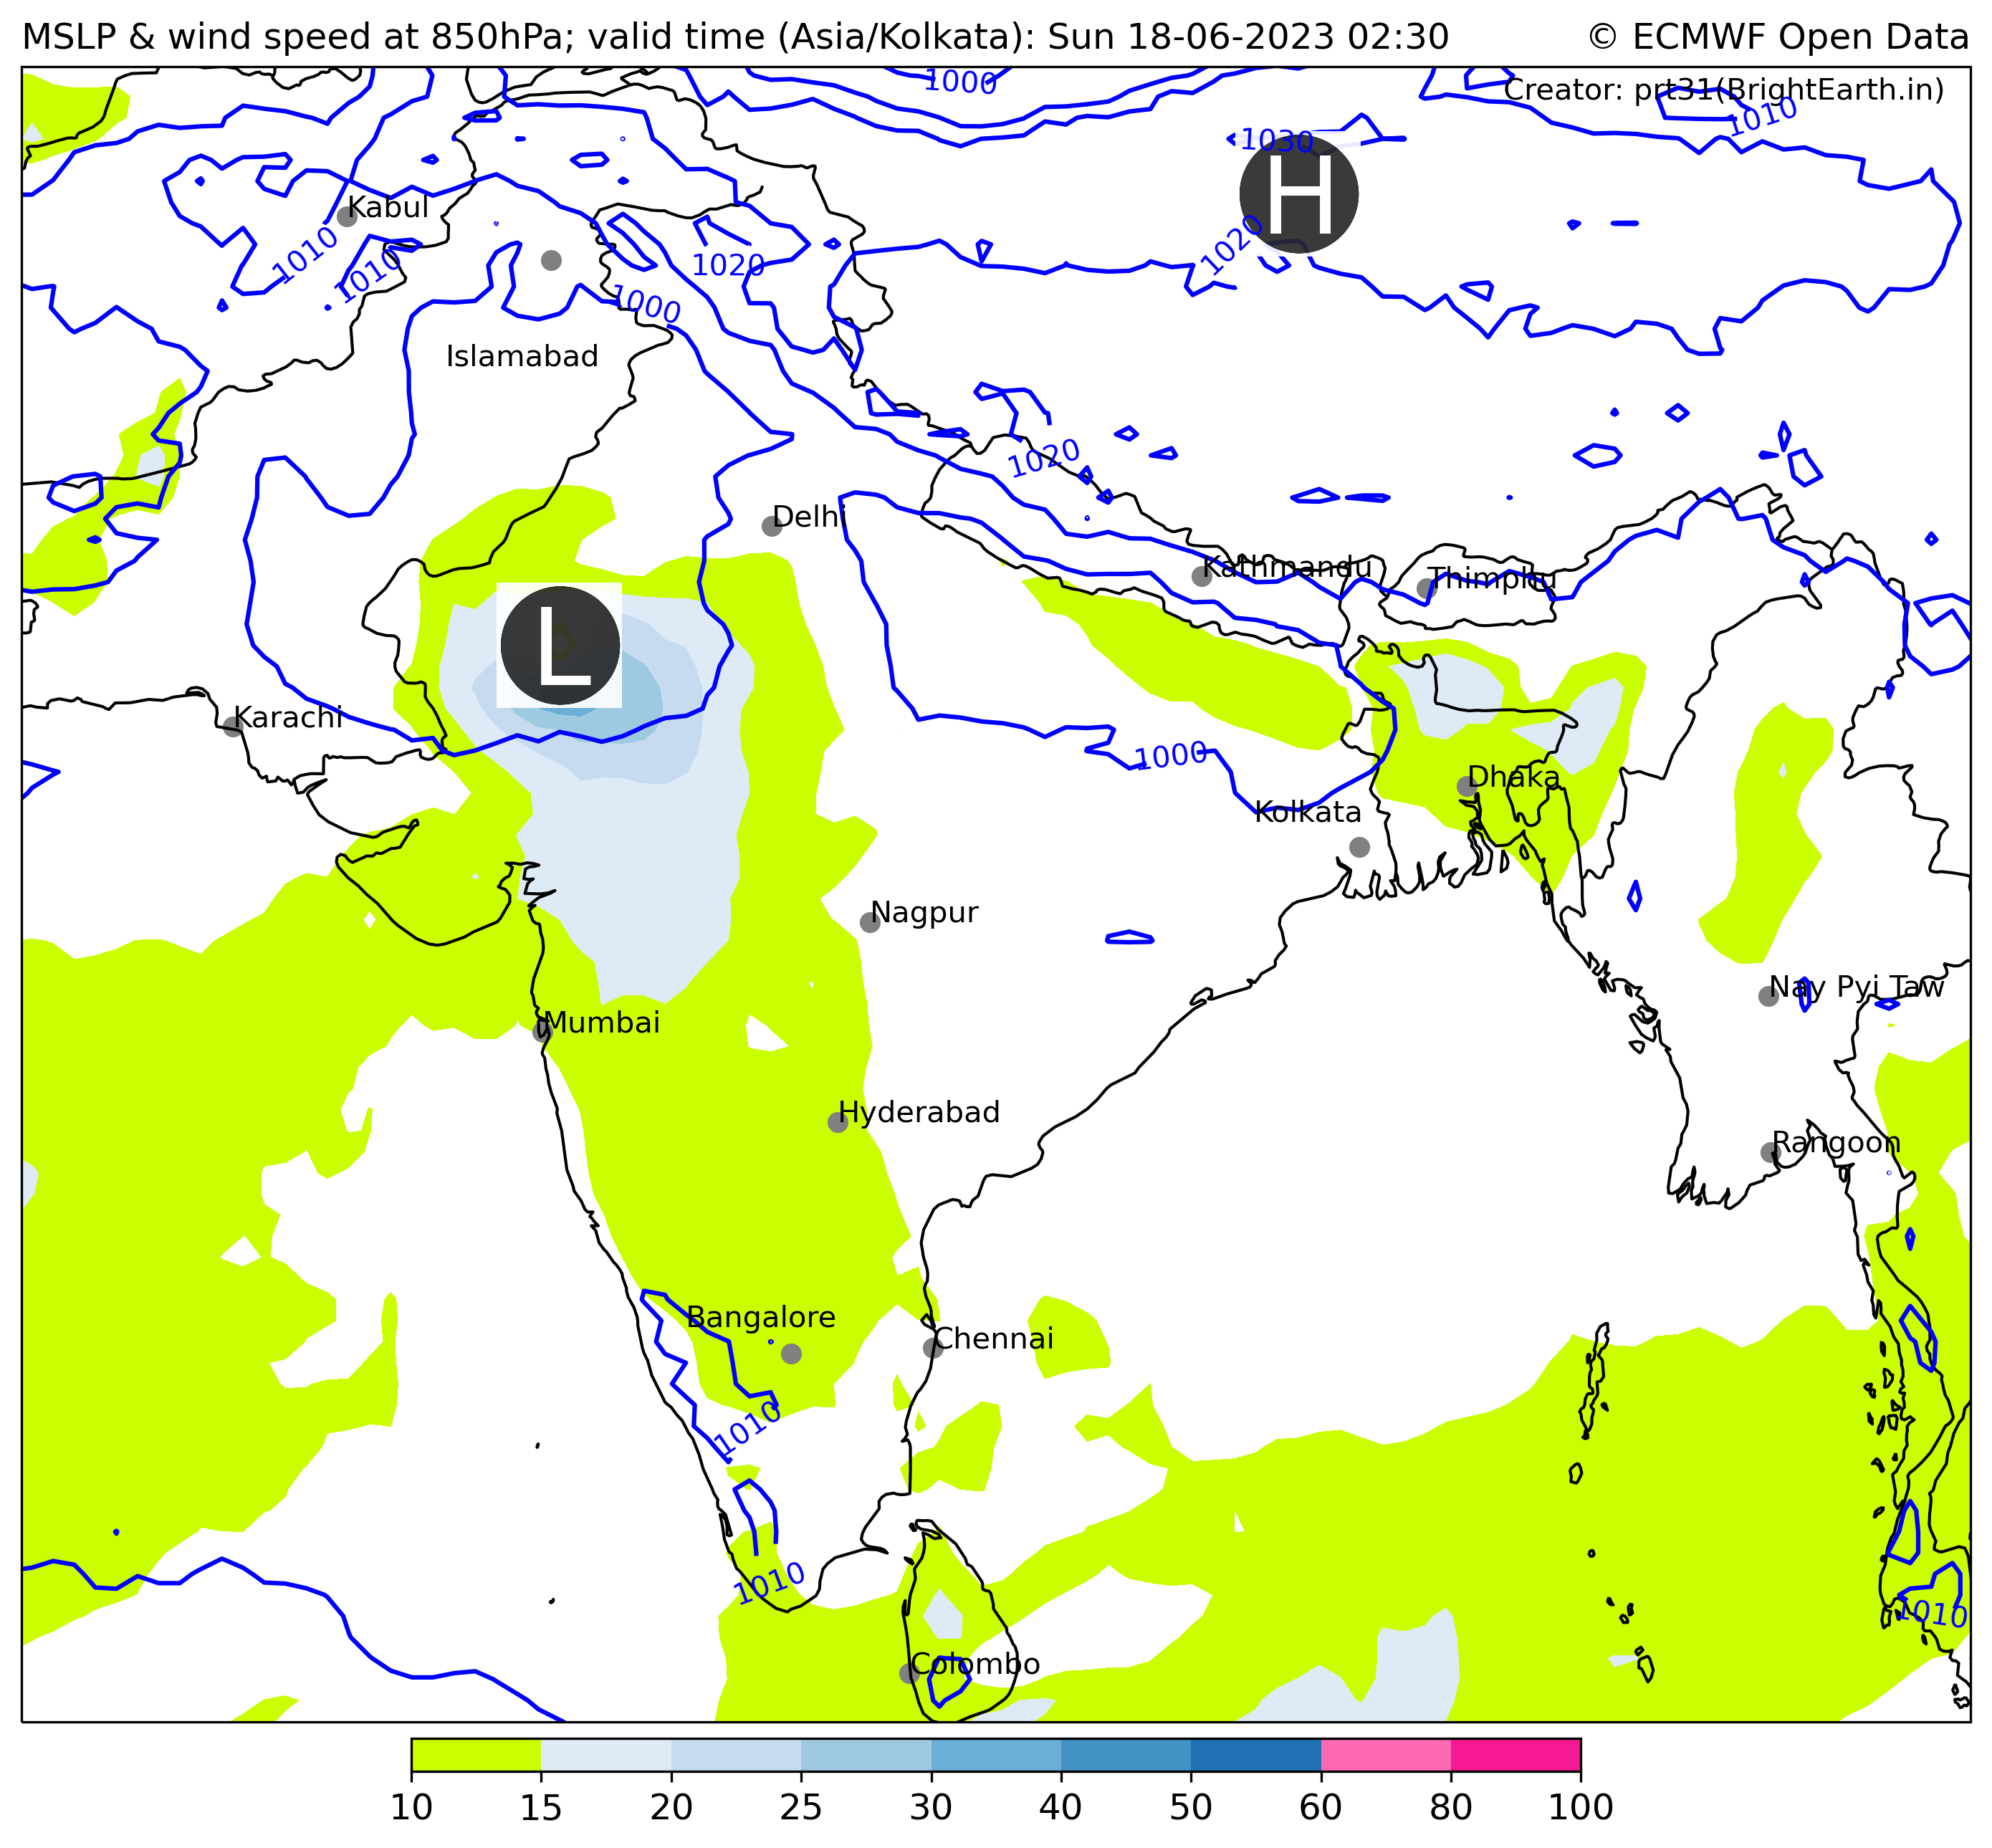 MSLP & wind speed at 850hPa; valid time (Asia/Kolkata): Sun 18-06-2023 02:30
© ECMWF Open Data
1000
Creator: prt31(BrightEarth.in)
1010
1030
H
Kabul
1010
1010
1020
1020
1000
Islamabad
1020
Delhi
Kathmandu
Thimphu
L
Karachi
1000
Dhaka
Kolkata
Nagpur
Nay Pyi Taw
Mumbai
Hyderabad
Rangoon
Bangalore
Chennai
1010
1010
1010
Colombo
10 15 20 25 30 40 50 60 80 100